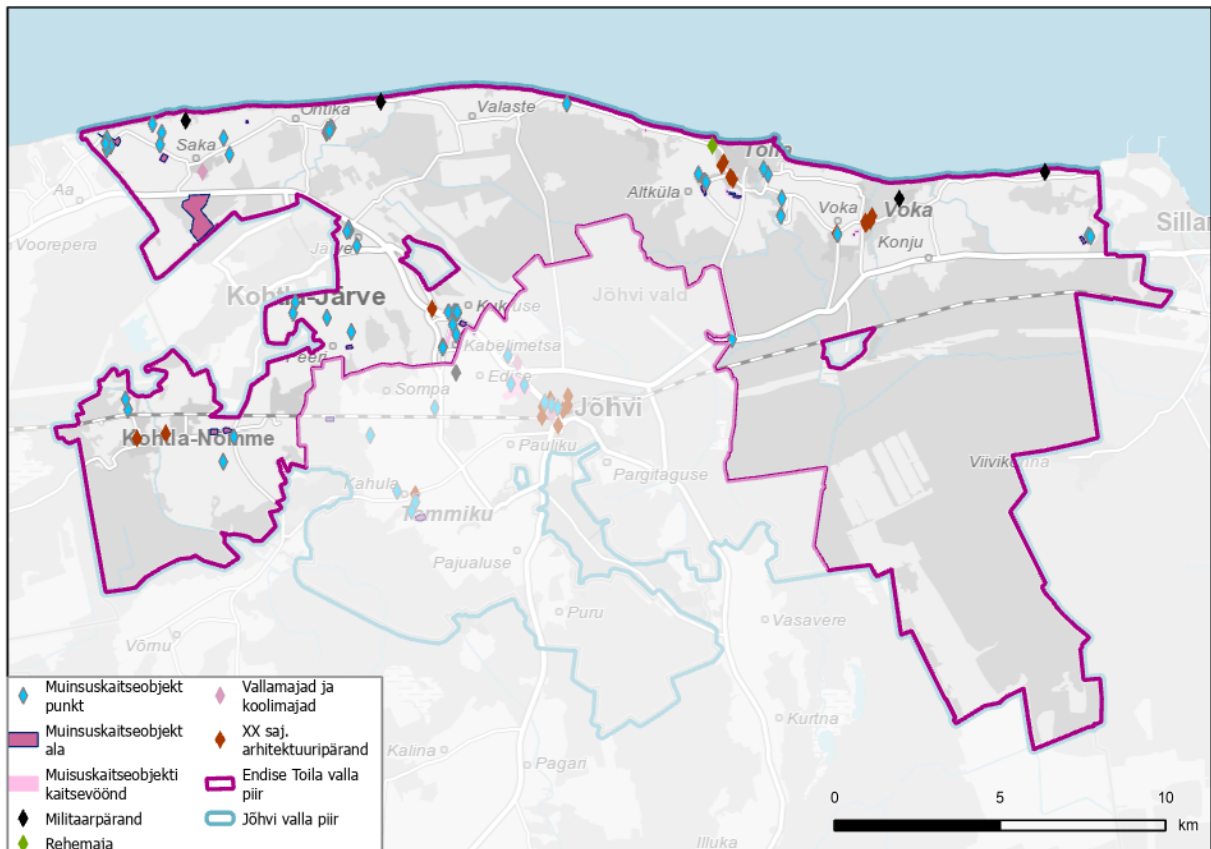 Ontika
Valaste
Saka
Toila
Aa
Altküla
Voka
Voka
Voorepera
Järve
Konju
Sillar
Kohtla-Järve
Jõhvi vald
Kukruse
Peeri
Kabelimetsa
Sompa
Edise
Jõhvi
Kohtla-Nõmme
Pauliku
Pargitaguse
Viivikonna
Kahula
Tammiku
Pajualuse
Puru
Vasavere
Võrnu
Kurtna
Kalina
Pagari
Illuka
Muinsuskaitseobjekt
punkt
Muinsuskaitseobjekt
ala
Muisuskaitseobjekti
kaitsevöönd
Militaarpärand
Rehemaja
Vallamajad ja
koolimajad
XX saj.
arhitektuuripärand
Endise Toila valla
piir
Jõhvi valla piir
0 5 10
km